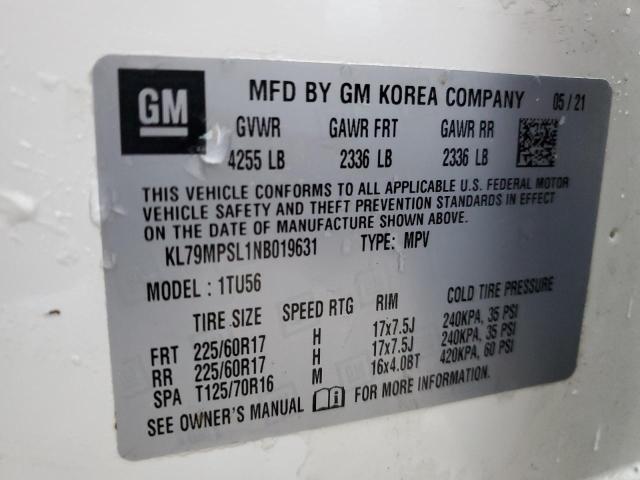 GM MFD BY GM KOREA COMPANY 05/21
GVWR GAWR FRT GAWR RR
4255 LB 2336 LB 2336 LB
THIS VEHICLE CONFORMS TO ALL APPLICABLE U.S. FEDERAL MOTOR
VEHICLE SAFETY AND THEFT PREVENTION STANDARDS IN EFFECT
ON THE DATE OF MANUFACTURE SHOWN ABOVE.
KL79MPSL1NB019631 TYPE: MPV
MODEL : 1TU56
TIRE SIZE SPEED RTG RIM COLD TIRE PRESSURE
FRT 225/60R17 H 17x7.5J 240KPA, 35 PSI
RR 225/60R17 H 17x7.5J 240KPA, 35 PSI
SPA T125/70R16 M 16x4.0BT 420KPA, 60 PSI
SEE OWNER'S MANUAL FOR MORE INFORMATION.